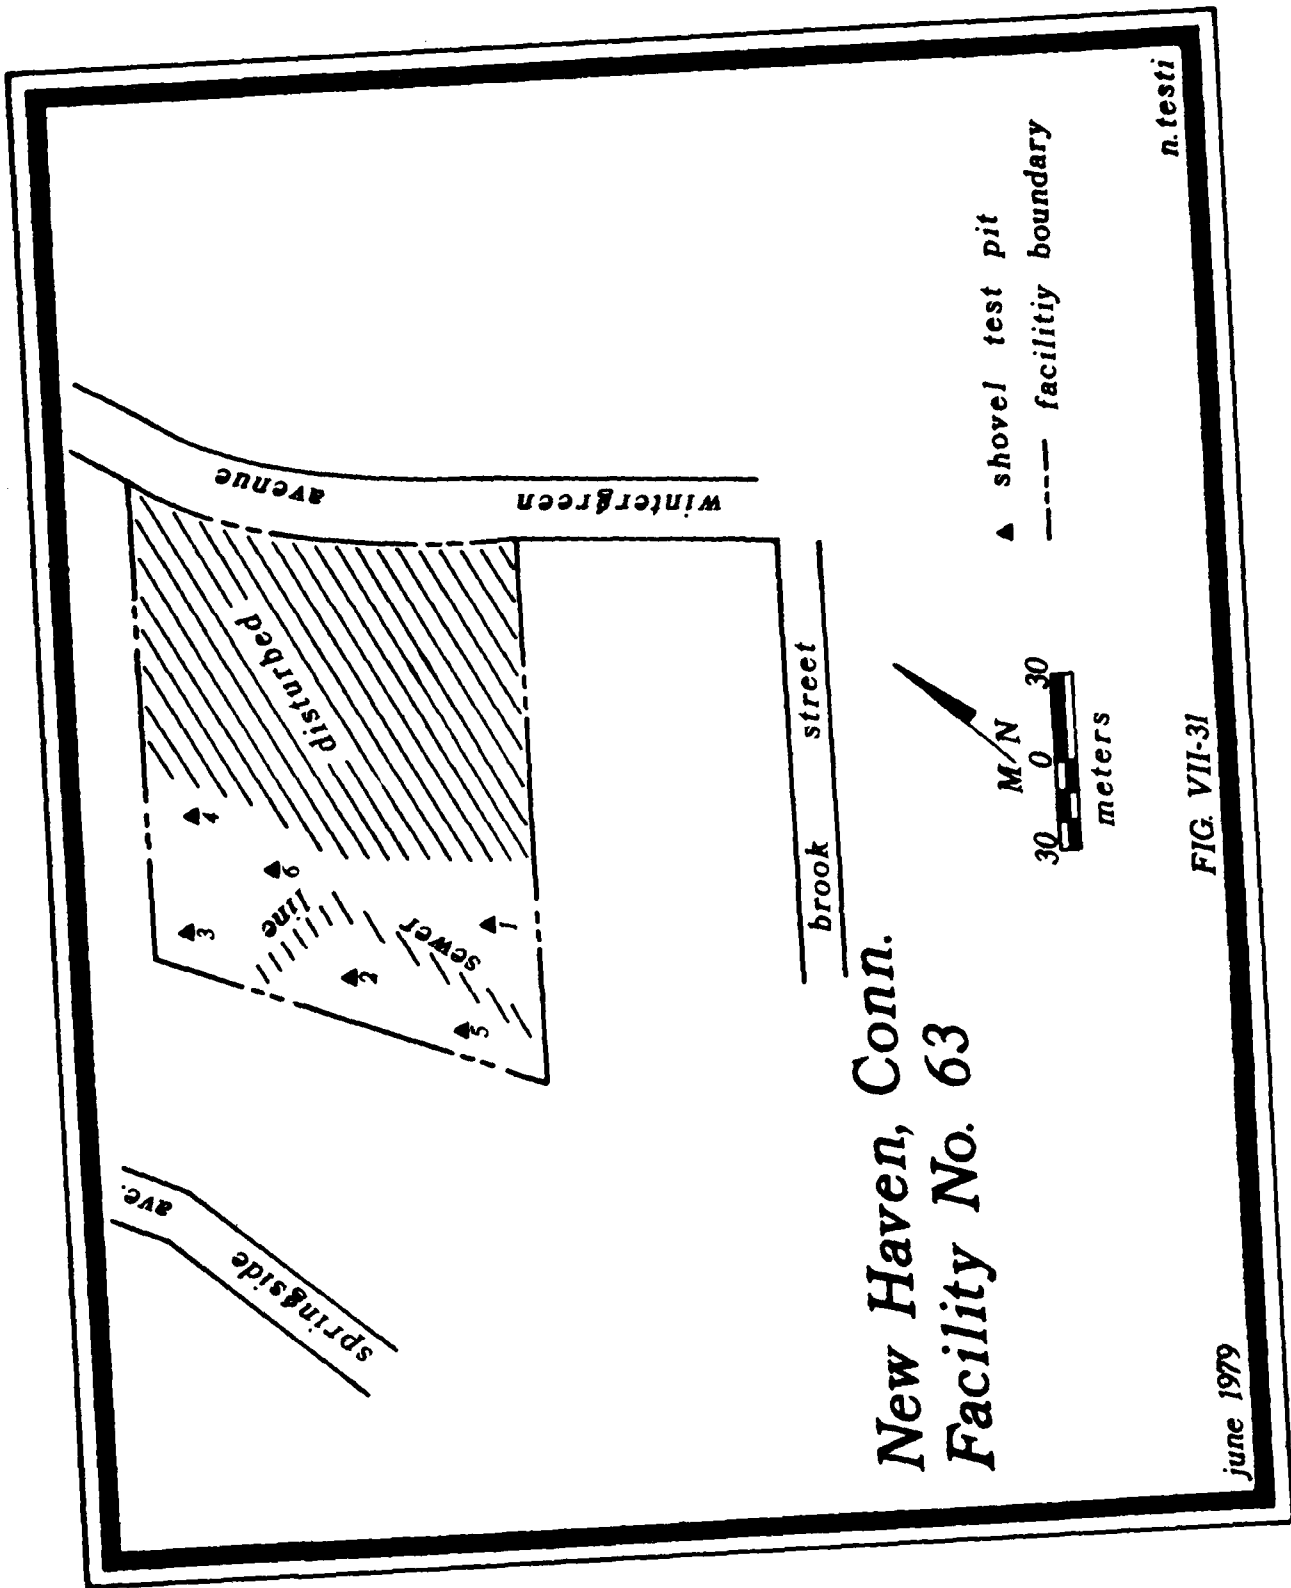 springside
ave.
wintergreen
avenue
disturbed
sewer
line
1
2
3
4
5
6
brook street
New Haven, Conn.
Facility No. 63
M/N
30 0 30
meters
shovel test pit
facilitiy boundary
june 1979
FIG. VII-31
n. testi